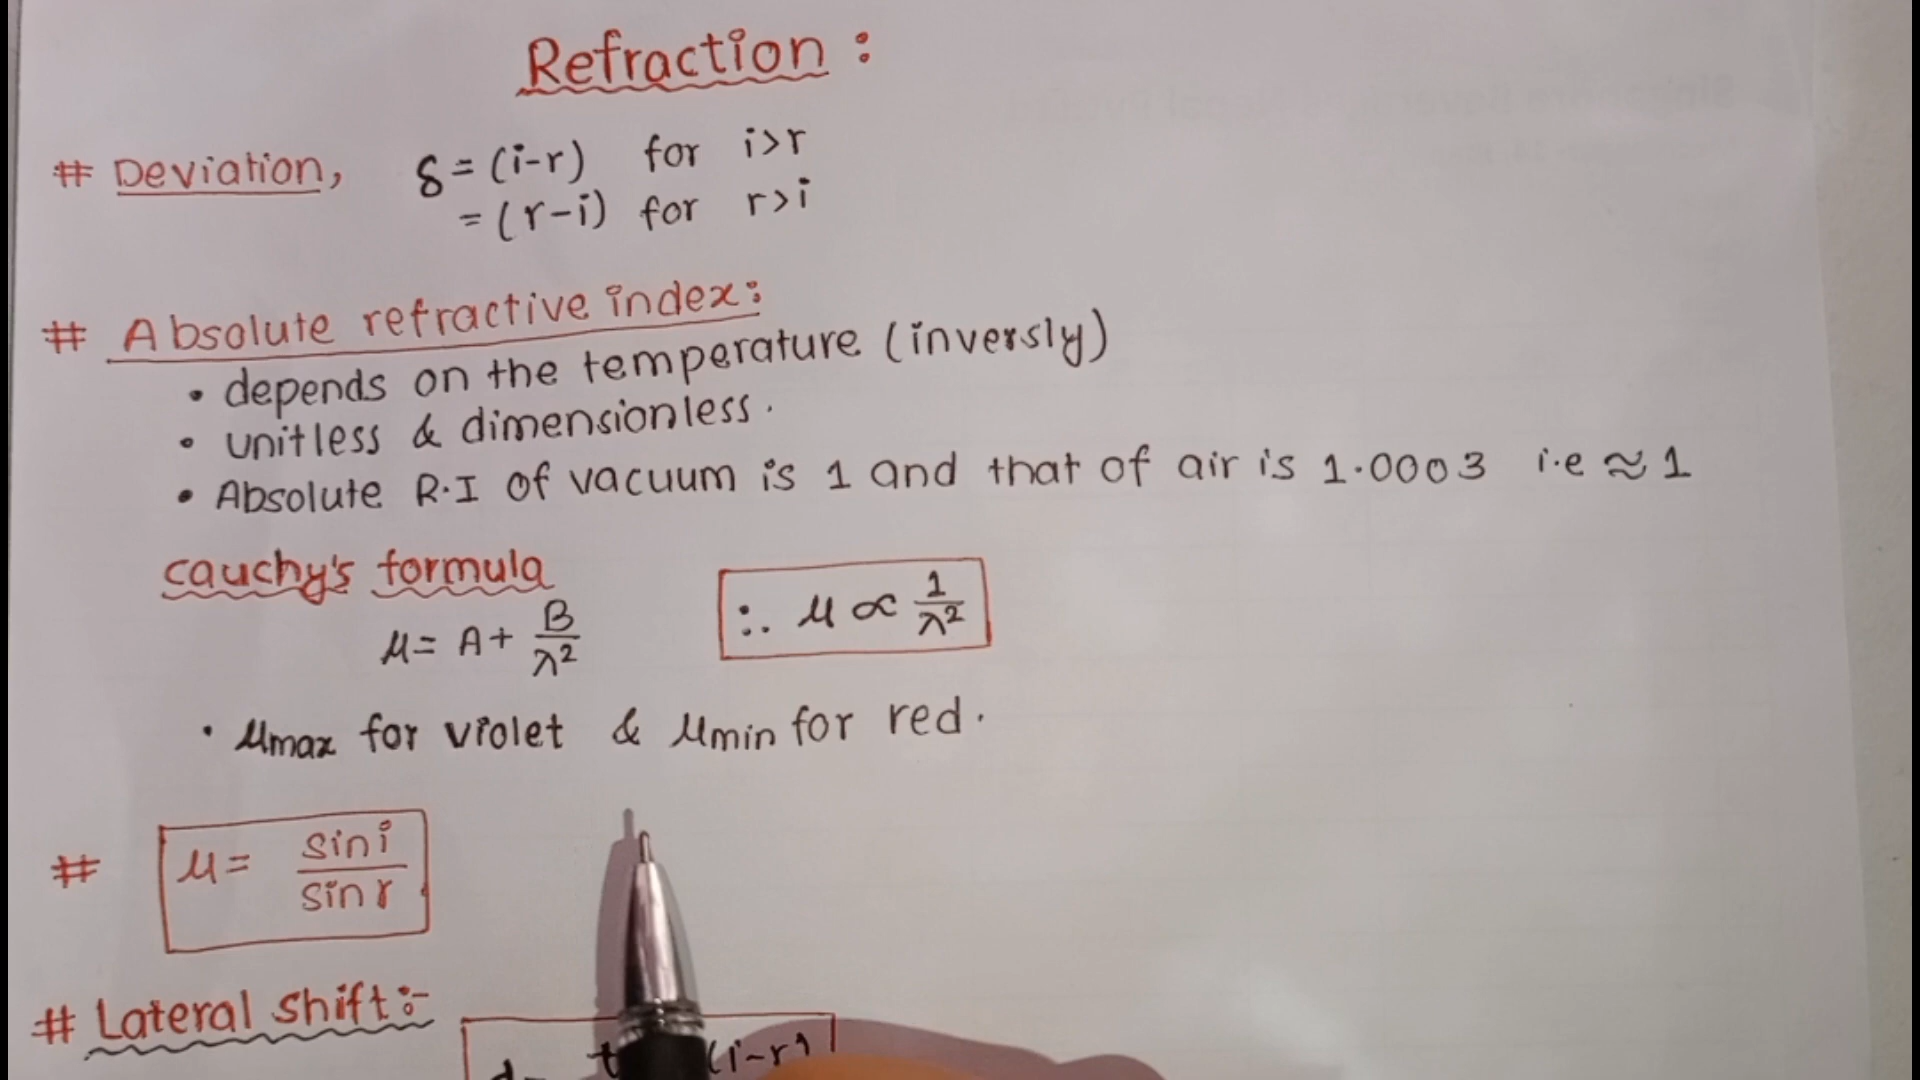 Refraction :
# Deviation, δ = (i-r) for i>r
= (r-i) for r>i
# Absolute refractive index:
• depends on the temperature (inversly)
• unitless & dimensionless.
• Absolute R.I of vacuum is 1 and that of air is 1.0003 i.e ≈ 1
Cauchy's formula
μ = A + B/λ² ∴ μ ∝ 1/λ²
• μmax for violet & μmin for red.
# μ = sin i / sin r
# Lateral shift :-
(i-r)